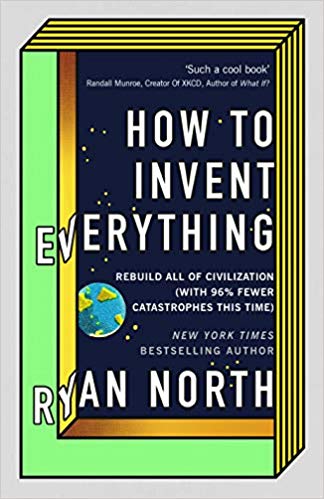 'Such a cool book'
Randall Munroe, Creator Of XKCD, Author of What If?
HOW TO
INVENT
EVERYTHING
REBUILD ALL OF CIVILIZATION
(WITH 96% FEWER
CATASTROPHES THIS TIME)
NEW YORK TIMES
BESTSELLING AUTHOR
RYAN NORTH